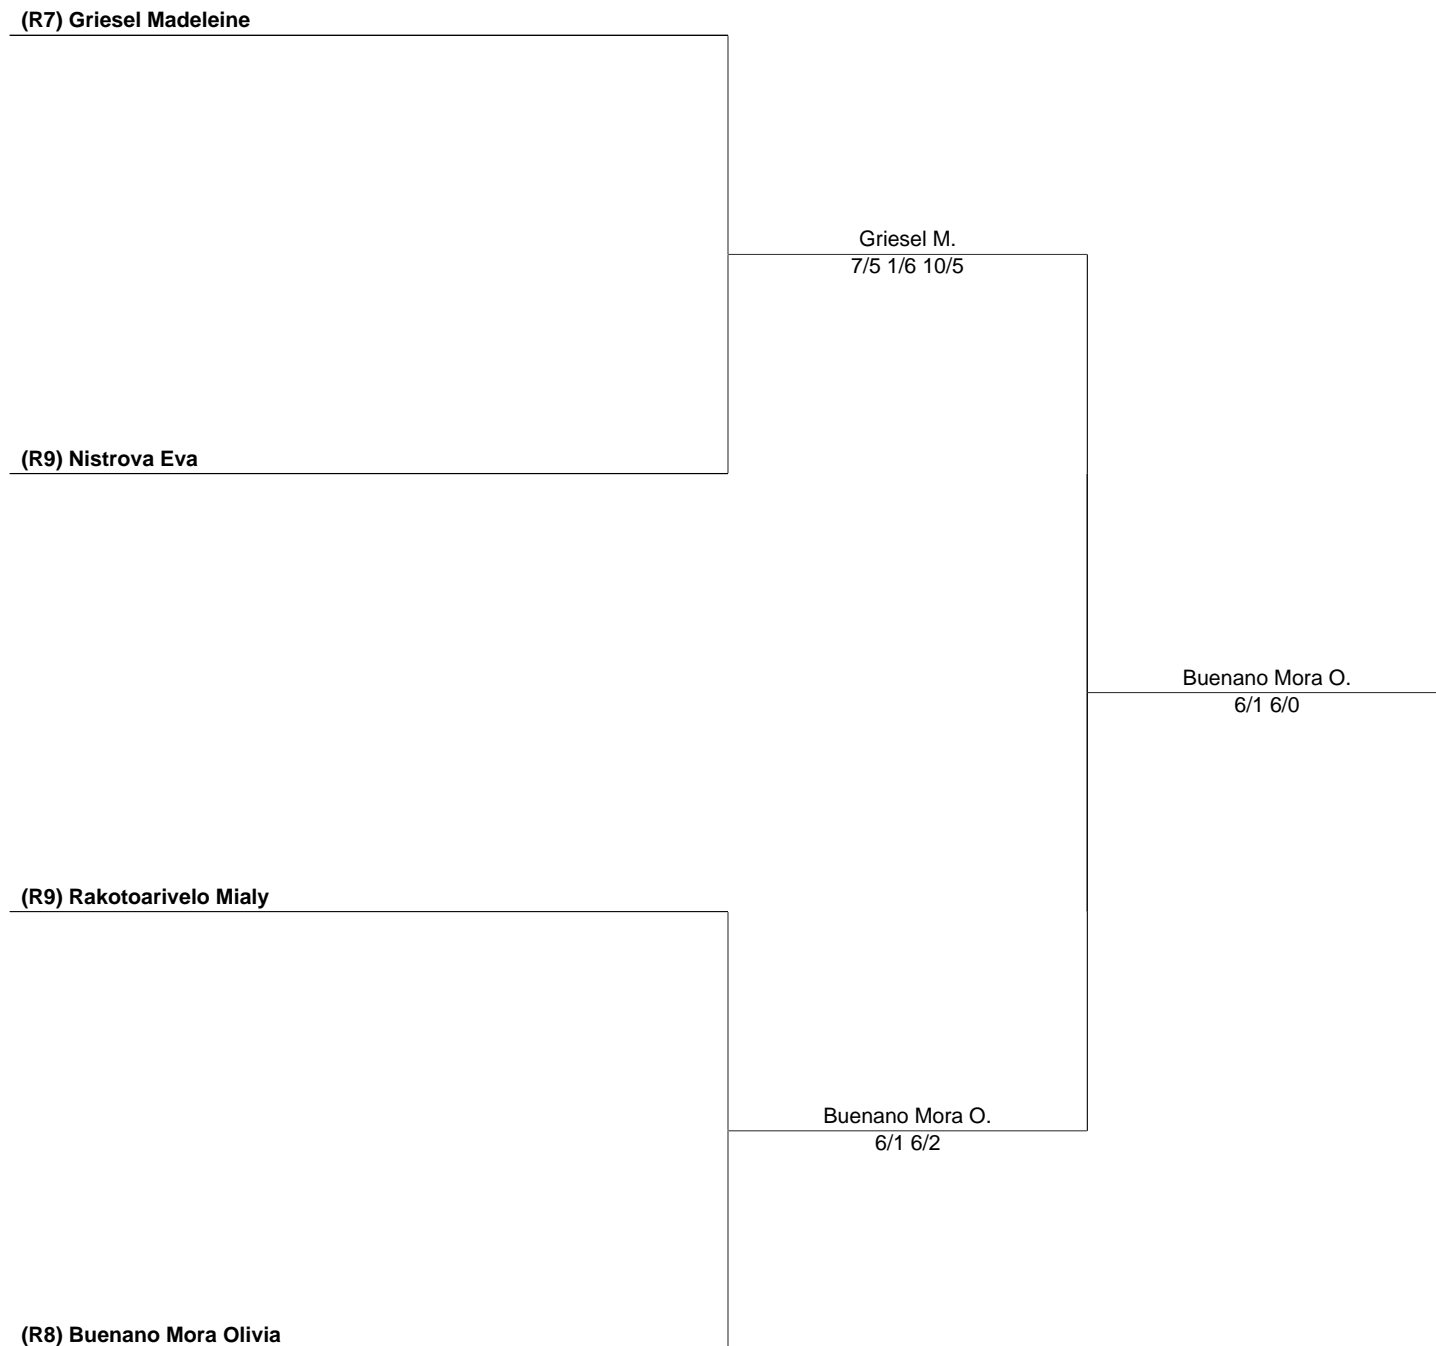 (R7) Griesel Madeleine
Griesel M.
7/5 1/6 10/5
(R9) Nistrova Eva
Buenano Mora O.
6/1 6/0
(R9) Rakotoarivelo Mialy
Buenano Mora O.
6/1 6/2
(R8) Buenano Mora Olivia